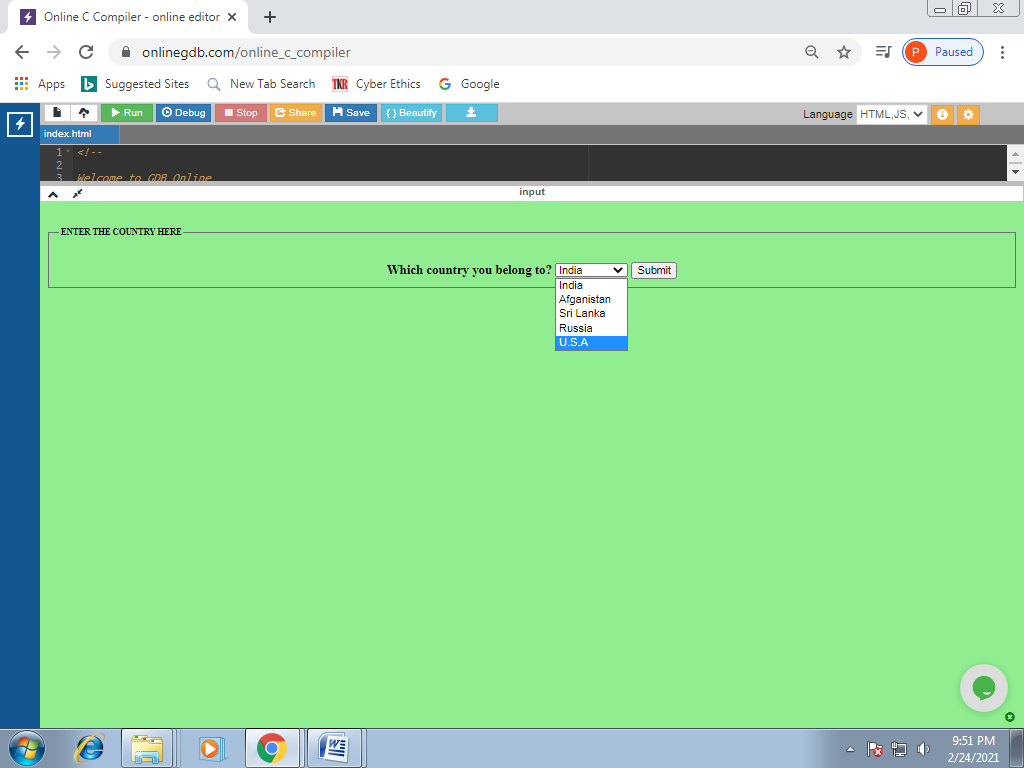 Online C Compiler - online editor
onlinegdb.com/online_c_compiler
P Paused
Apps Suggested Sites New Tab Search TKR Cyber Ethics Google
Run Debug Stop Share Save { } Beautify
Language HTML,JS,
index.html
1 <!--
2
3 Welcome to GDB Online
input
ENTER THE COUNTRY HERE
Which country you belong to? India Submit
India
Afganistan
Sri Lanka
Russia
U.S.A
9:51 PM
2/24/2021